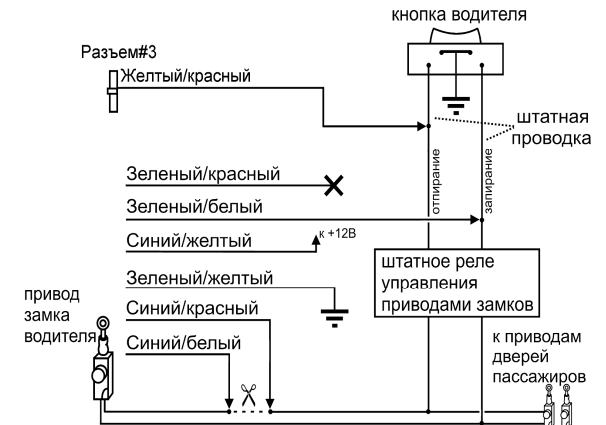 кнопка водителя
Разъем#3
Желтый/красный
штатная
проводка
отпирание
запирание
Зеленый/красный
Зеленый/белый
Синий/желтый
к +12В
штатное реле
управления
приводами замков
Зеленый/желтый
привод
замка
водителя
Синий/красный
Синий/белый
к приводам
дверей
пассажиров